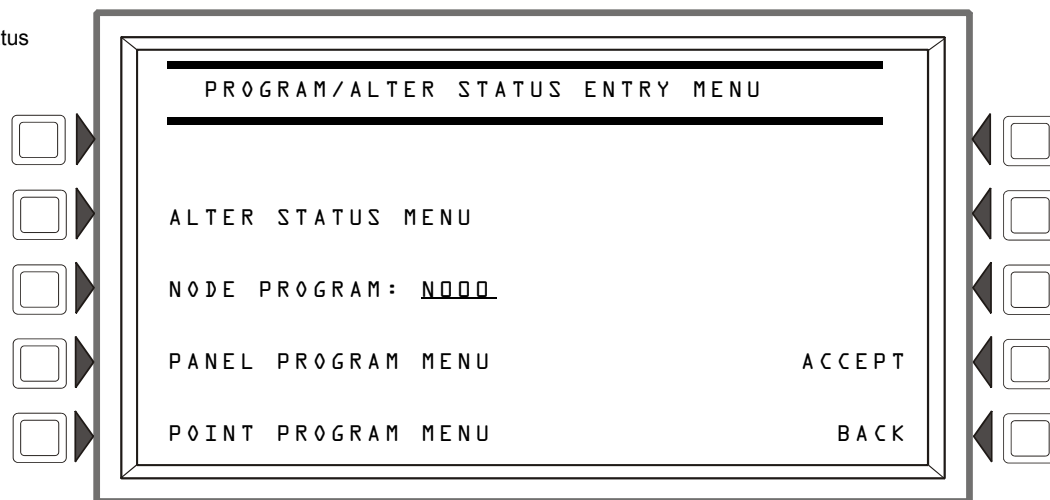 tus
PROGRAM/ALTER STATUS ENTRY MENU
ALTER STATUS MENU
NODE PROGRAM: N000
PANEL PROGRAM MENU
ACCEPT
POINT PROGRAM MENU
BACK